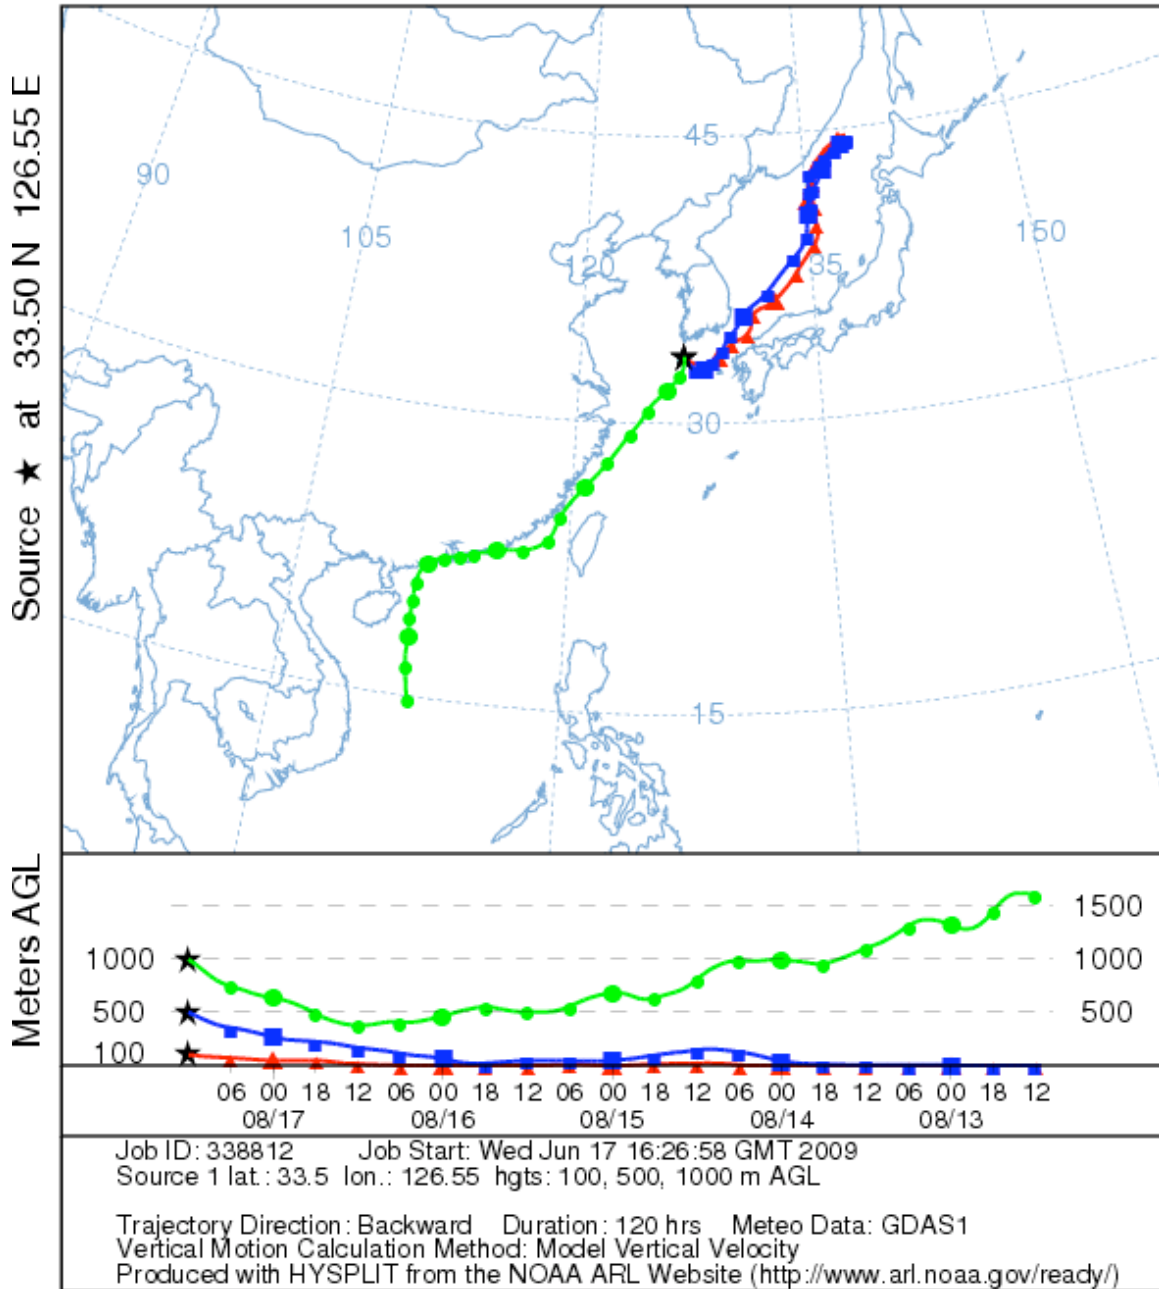 Source ★ at 33.50 N 126.55 E
45
90
105
150
120
35
30
15
Meters AGL
1500
1000
1000
500
500
100
06 00 18 12 06 00 18 12 06 00 18 12 06 00 18 12 06 00 18 12
08/17 08/16 08/15 08/14 08/13
Job ID: 338812 Job Start: Wed Jun 17 16:26:58 GMT 2009
Source 1 lat.: 33.5 lon.: 126.55 hgts: 100, 500, 1000 m AGL
Trajectory Direction: Backward Duration: 120 hrs Meteo Data: GDAS1
Vertical Motion Calculation Method: Model Vertical Velocity
Produced with HYSPLIT from the NOAA ARL Website (http://www.arl.noaa.gov/ready/)